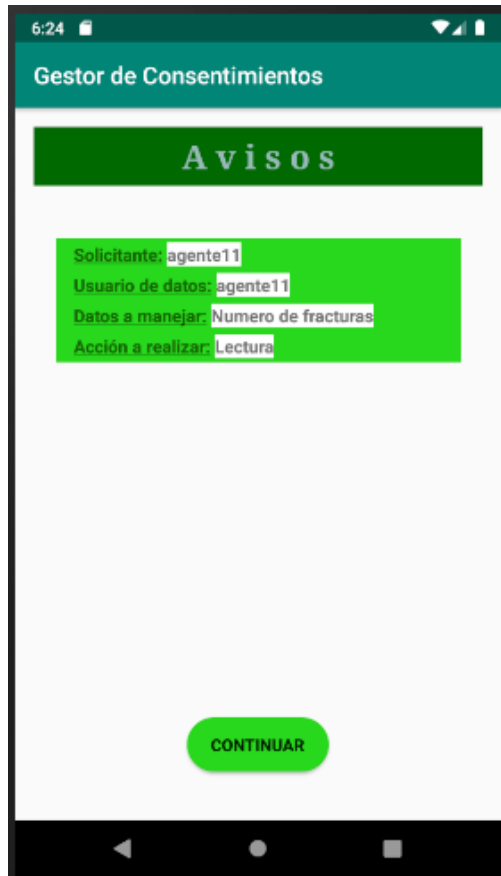 6:24
Gestor de Consentimientos
Avisos
Solicitante: agente11
Usuario de datos: agente11
Datos a manejar: Numero de fracturas
Acción a realizar: Lectura
CONTINUAR